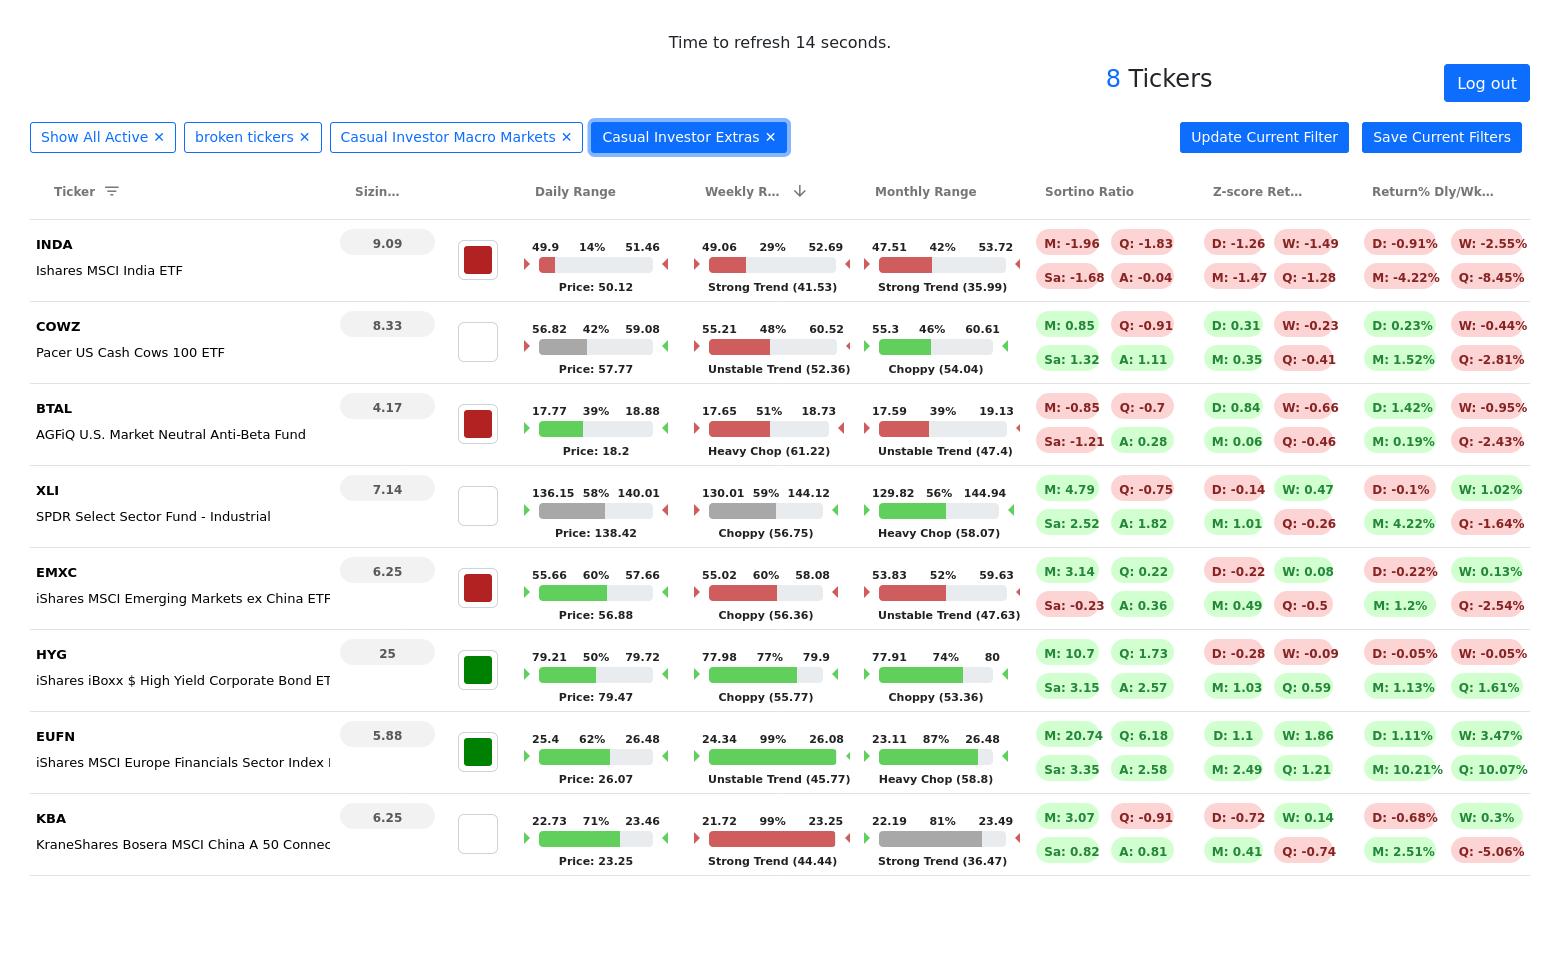 Time to refresh 14 seconds.
8 Tickers
Log out
Show All Active ✕ broken tickers ✕ Casual Investor Macro Markets ✕ Casual Investor Extras ✕ Update Current Filter Save Current Filters
Ticker Sizin… Daily Range Weekly R… Monthly Range Sortino Ratio Z-score Ret… Return% Dly/Wk…
INDA 9.09 49.9 14% 51.46 49.06 29% 52.69 47.51 42% 53.72 M: -1.96 Q: -1.83 D: -1.26 W: -1.49 D: -0.91% W: -2.55%
Ishares MSCI India ETF Price: 50.12 Strong Trend (41.53) Strong Trend (35.99) Sa: -1.68 A: -0.04 M: -1.47 Q: -1.28 M: -4.22% Q: -8.45%
COWZ 8.33 56.82 42% 59.08 55.21 48% 60.52 55.3 46% 60.61 M: 0.85 Q: -0.91 D: 0.31 W: -0.23 D: 0.23% W: -0.44%
Pacer US Cash Cows 100 ETF Price: 57.77 Unstable Trend (52.36) Choppy (54.04) Sa: 1.32 A: 1.11 M: 0.35 Q: -0.41 M: 1.52% Q: -2.81%
BTAL 4.17 17.77 39% 18.88 17.65 51% 18.73 17.59 39% 19.13 M: -0.85 Q: -0.7 D: 0.84 W: -0.66 D: 1.42% W: -0.95%
AGFiQ U.S. Market Neutral Anti-Beta Fund Price: 18.2 Heavy Chop (61.22) Unstable Trend (47.4) Sa: -1.21 A: 0.28 M: 0.06 Q: -0.46 M: 0.19% Q: -2.43%
XLI 7.14 136.15 58% 140.01 130.01 59% 144.12 129.82 56% 144.94 M: 4.79 Q: -0.75 D: -0.14 W: 0.47 D: -0.1% W: 1.02%
SPDR Select Sector Fund - Industrial Price: 138.42 Choppy (56.75) Heavy Chop (58.07) Sa: 2.52 A: 1.82 M: 1.01 Q: -0.26 M: 4.22% Q: -1.64%
EMXC 6.25 55.66 60% 57.66 55.02 60% 58.08 53.83 52% 59.63 M: 3.14 Q: 0.22 D: -0.22 W: 0.08 D: -0.22% W: 0.13%
iShares MSCI Emerging Markets ex China ETF Price: 56.88 Choppy (56.36) Unstable Trend (47.63) Sa: -0.23 A: 0.36 M: 0.49 Q: -0.5 M: 1.2% Q: -2.54%
HYG 25 79.21 50% 79.72 77.98 77% 79.9 77.91 74% 80 M: 10.7 Q: 1.73 D: -0.28 W: -0.09 D: -0.05% W: -0.05%
iShares iBoxx $ High Yield Corporate Bond ET Price: 79.47 Choppy (55.77) Choppy (53.36) Sa: 3.15 A: 2.57 M: 1.03 Q: 0.59 M: 1.13% Q: 1.61%
EUFN 5.88 25.4 62% 26.48 24.34 99% 26.08 23.11 87% 26.48 M: 20.74 Q: 6.18 D: 1.1 W: 1.86 D: 1.11% W: 3.47%
iShares MSCI Europe Financials Sector Index Price: 26.07 Unstable Trend (45.77) Heavy Chop (58.8) Sa: 3.35 A: 2.58 M: 2.49 Q: 1.21 M: 10.21% Q: 10.07%
KBA 6.25 22.73 71% 23.46 21.72 99% 23.25 22.19 81% 23.49 M: 3.07 Q: -0.91 D: -0.72 W: 0.14 D: -0.68% W: 0.3%
KraneShares Bosera MSCI China A 50 Connec Price: 23.25 Strong Trend (44.44) Strong Trend (36.47) Sa: 0.82 A: 0.81 M: 0.41 Q: -0.74 M: 2.51% Q: -5.06%